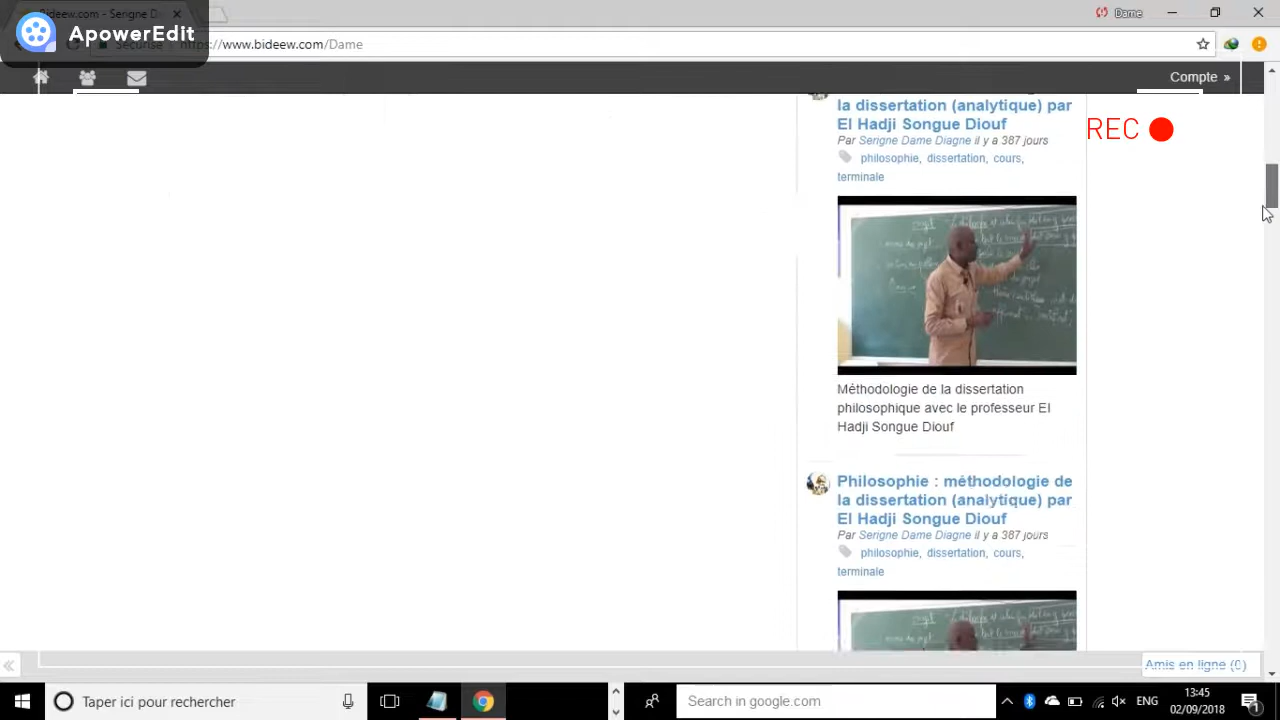 Bideew.com - Serigne D
Dame
ApowerEdit
Sécurisé
https://www.bideew.com/Dame
Compte »
la dissertation (analytique) par
El Hadji Songue Diouf
REC
Par Serigne Dame Diagne il y a 387 jours
philosophie, dissertation, cours,
terminale
Méthodologie de la dissertation
philosophique avec le professeur El
Hadji Songue Diouf
Philosophie : méthodologie de
la dissertation (analytique) par
El Hadji Songue Diouf
Par Serigne Dame Diagne il y a 387 jours
philosophie, dissertation, cours,
terminale
Amis en ligne (0)
Taper ici pour rechercher
Search in google.com
ENG
13:45
02/09/2018
1